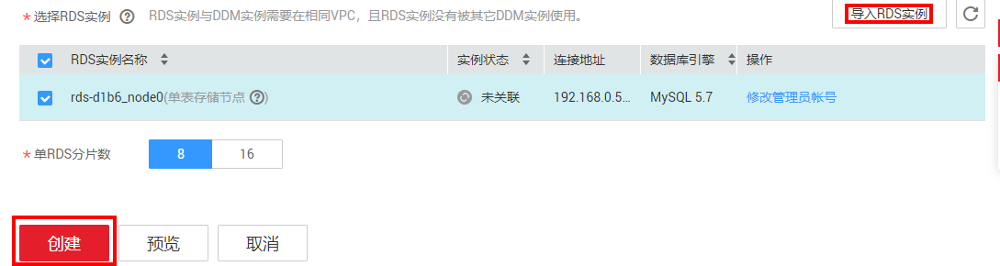 * 选择RDS实例 ? RDS实例与DDM实例需要在相同VPC，且RDS实例没有被其它DDM实例使用。 导入RDS实例
RDS实例名称 实例状态 连接地址 数据库引擎 操作
rds-d1b6_node0(单表存储节点 ?) 未关联 192.168.0.5... MySQL 5.7 修改管理员帐号
* 单RDS分片数 8 16
创建 预览 取消